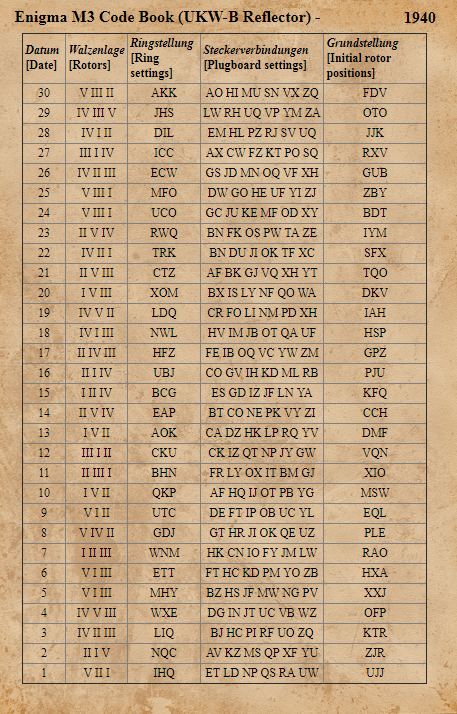 Enigma M3 Code Book (UKW-B Reflector) - 1940
Datum [Date] Walzenlage [Rotors] Ringstellung [Ring settings] Steckerverbindungen [Plugboard settings] Grundstellung [Initial rotor positions]
30 V III II AKK AO HI MU SN VX ZQ FDV
29 IV III V JHS LW RH UQ VP YM ZA OTO
28 IV I II DIL EM HL PZ RJ SV UQ JJK
27 III I IV ICC AX CW FZ KT PO SQ RXV
26 IV II III ECW GS JD MN OQ VF XH GUB
25 V III I MFO DW GO HE UF YI ZJ ZBY
24 V III I UCO GC JU KE MF OD XY BDT
23 II V IV RWQ BN FK OS PW TA ZE IYM
22 IV II I TRK BN DU JI OK TF XC SFX
21 II V III CTZ AF BK GJ VQ XH YT TQO
20 I V III XOM BX IS LY NF QO WA DKV
19 IV V II LDQ CR FO LI NM PD XH IAH
18 IV I III NWL HV IM JB OT QA UF HSP
17 II IV III HFZ FE IB OQ VC YW ZM GPZ
16 II I IV UBJ CO GV IH KD ML RB PJU
15 I II IV BCG ES GD IZ JF LN YA KFQ
14 II V IV EAP BT CO NE PK VY ZI CCH
13 I V II AOK CA DZ HK LP RQ YV DMF
12 III I II CKU CK IZ QT NP JY GW VQN
11 II III I BHN FR LY OX IT BM GJ XIO
10 I V II QKP AF HQ IJ OT PB YG MSW
9 V I II UTC DE FT IP OB UC YL EQL
8 V IV II GDJ GT HR JI OK QE UZ PLE
7 I II III WNM HK CN IO FY JM LW RAO
6 V I III ETT FT HC KD PM YO ZB HXA
5 V I III MHY BZ HS JF MW NG PV XXJ
4 IV V III WXE DG IN JT UC VB WZ OFP
3 IV II III LIQ BJ HC PI RF UO ZQ KTR
2 II I V NQC AV KZ MS QP XF YU ZJR
1 V II I IHQ ET LD NP QS RA UW UJJ